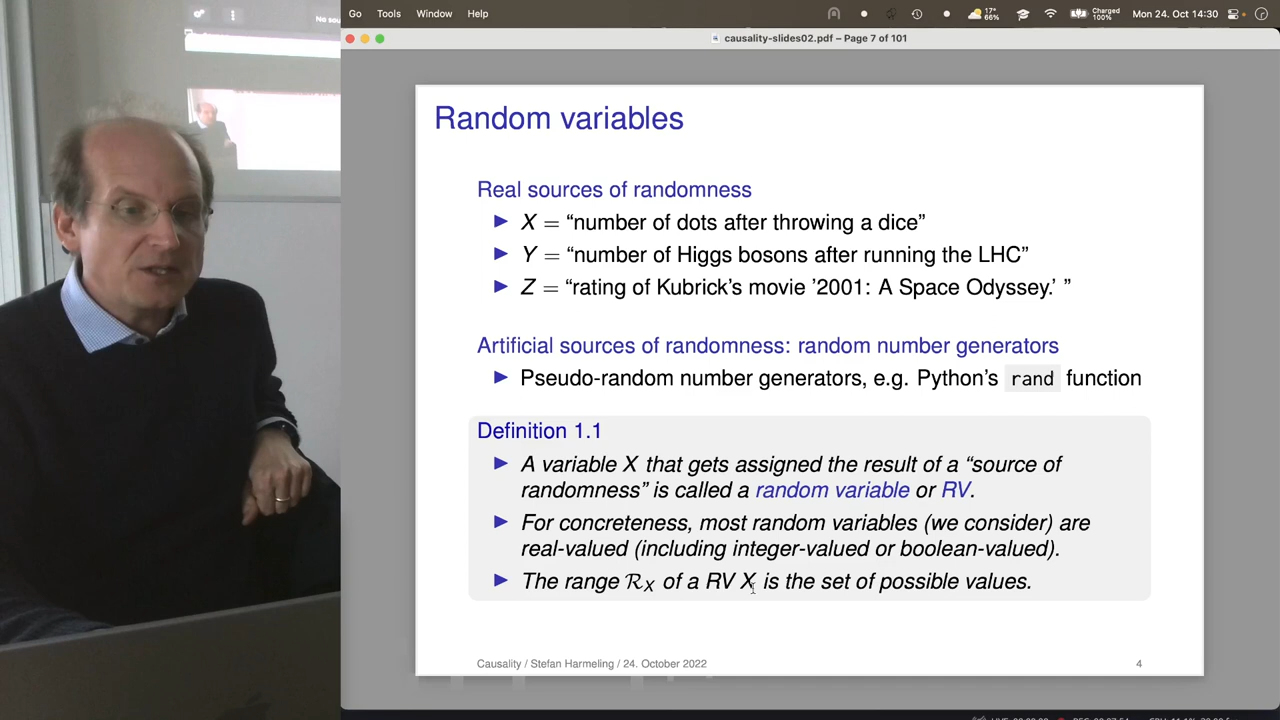 Go Tools Window Help
17°
66%
Charged
100%
Mon 24. Oct 14:30
causality-slides02.pdf – Page 7 of 101
Random variables
Real sources of randomness
X = “number of dots after throwing a dice”
Y = “number of Higgs bosons after running the LHC”
Z = “rating of Kubrick’s movie ’2001: A Space Odyssey.’ ”
Artificial sources of randomness: random number generators
Pseudo-random number generators, e.g. Python’s rand function
Definition 1.1
A variable X that gets assigned the result of a “source of
randomness” is called a random variable or RV.
For concreteness, most random variables (we consider) are
real-valued (including integer-valued or boolean-valued).
The range ℛX of a RV X is the set of possible values.
Causality / Stefan Harmeling / 24. October 2022
4